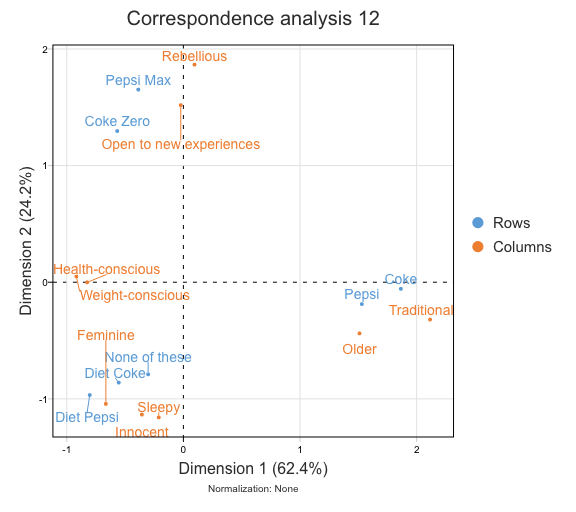 Correspondence analysis 12
2
Rebellious
Pepsi Max
Coke Zero
Open to new experiences
1
Health-conscious
Weight-conscious
0
Coke
Pepsi
Traditional
Older
Feminine
None of these
Diet Coke
Sleepy
Diet Pepsi
Innocent
-1
-1
0
1
2
Dimension 2 (24.2%)
Dimension 1 (62.4%)
Normalization: None
Rows
Columns